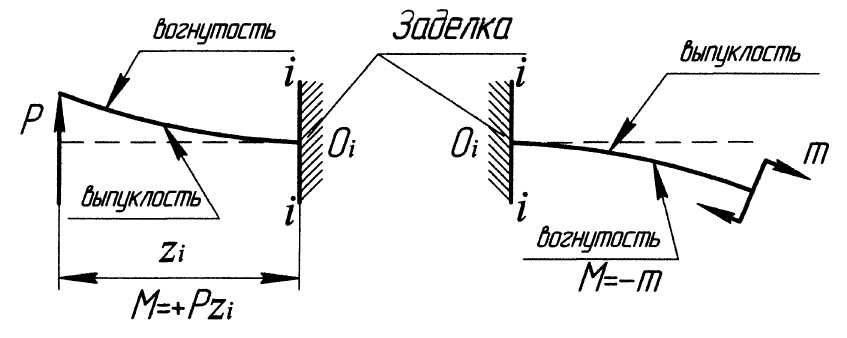 вогнутость
Заделка
выпуклость
i
i
P
Oi
Oi
m
выпуклость
i
i
вогнутость
zi
M=+Pzi
M=-m